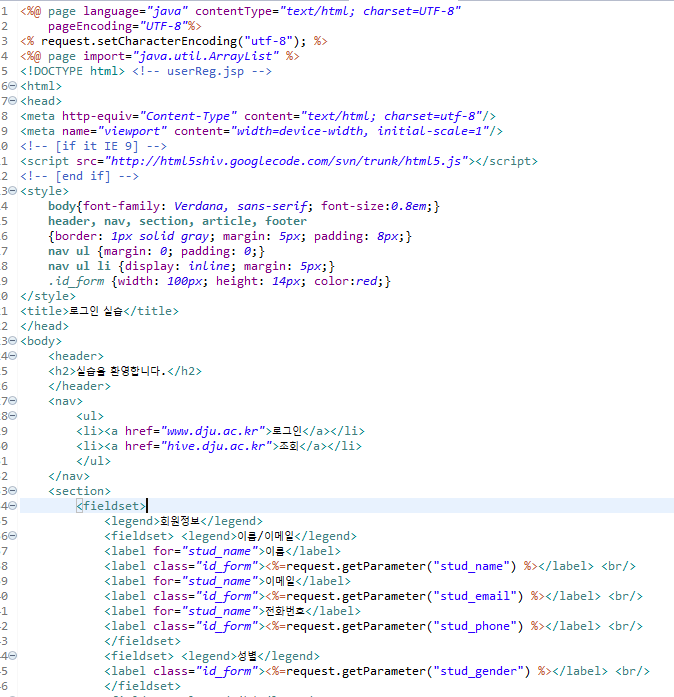 1 <%@ page language="java" contentType="text/html; charset=UTF-8"
2 pageEncoding="UTF-8"%>
3 <% request.setCharacterEncoding("utf-8"); %>
4 <%@ page import="java.util.ArrayList" %>
5 <!DOCTYPE html> <!-- userReg.jsp -->
6 <html>
7 <head>
8 <meta http-equiv="Content-Type" content="text/html; charset=utf-8"/>
9 <meta name="viewport" content="width=device-width, initial-scale=1"/>
0 <!-- [if it IE 9] -->
1 <script src="http://html5shiv.googlecode.com/svn/trunk/html5.js"></script>
2 <!-- [end if] -->
3 <style>
4 body{font-family: Verdana, sans-serif; font-size:0.8em;}
5 header, nav, section, article, footer
6 {border: 1px solid gray; margin: 5px; padding: 8px;}
7 nav ul {margin: 0; padding: 0;}
8 nav ul li {display: inline; margin: 5px;}
9 .id_form {width: 100px; height: 14px; color:red;}
0 </style>
1 <title>로그인 실습</title>
2 </head>
3 <body>
4 <header>
5 <h2>실습을 환영합니다.</h2>
6 </header>
7 <nav>
8 <ul>
9 <li><a href="www.dju.ac.kr">로그인</a></li>
0 <li><a href="hive.dju.ac.kr">조회</a></li>
1 </ul>
2 </nav>
3 <section>
4 <fieldset>
5 <legend>회원정보</legend>
6 <fieldset> <legend>이름/이메일</legend>
7 <label for="stud_name">이름</label>
8 <label class="id_form"><%=request.getParameter("stud_name") %></label> <br/>
9 <label for="stud_name">이메일</label>
0 <label class="id_form"><%=request.getParameter("stud_email") %></label> <br/>
1 <label for="stud_name">전화번호</label>
2 <label class="id_form"><%=request.getParameter("stud_phone") %></label> <br/>
3 </fieldset>
4 <fieldset> <legend>성별</legend>
5 <label class="id_form"><%=request.getParameter("stud_gender") %></label> <br/>
6 </fieldset>